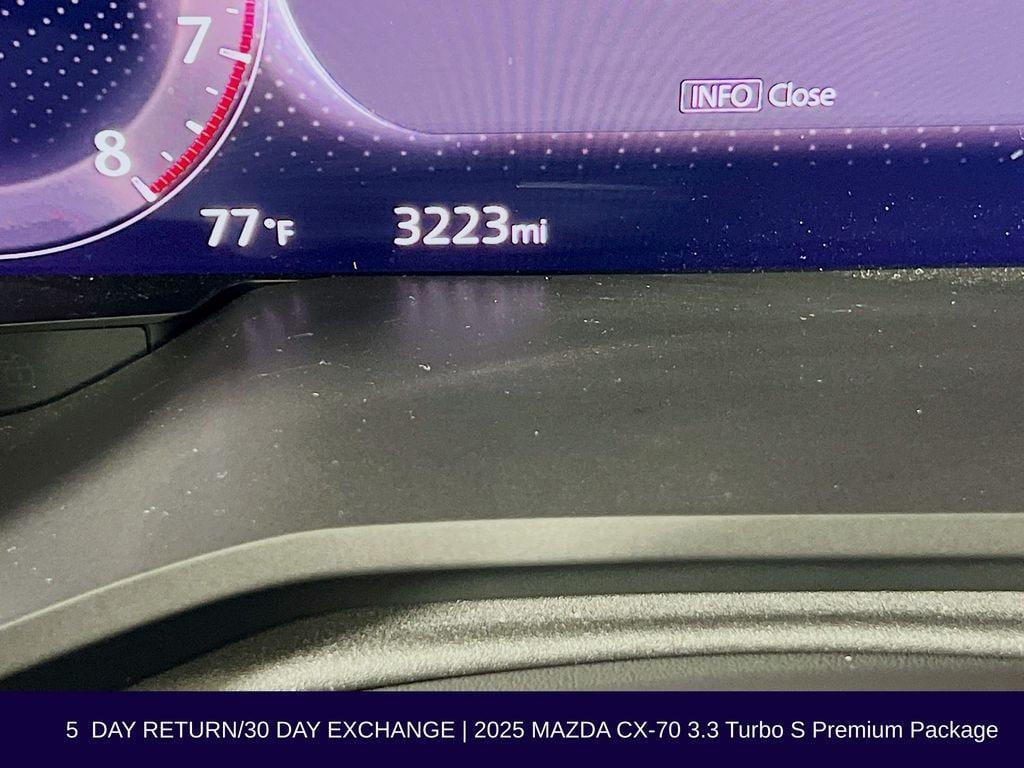 7
INFO Close
8
77°F 3223mi
5 DAY RETURN/30 DAY EXCHANGE | 2025 MAZDA CX-70 3.3 Turbo S Premium Package